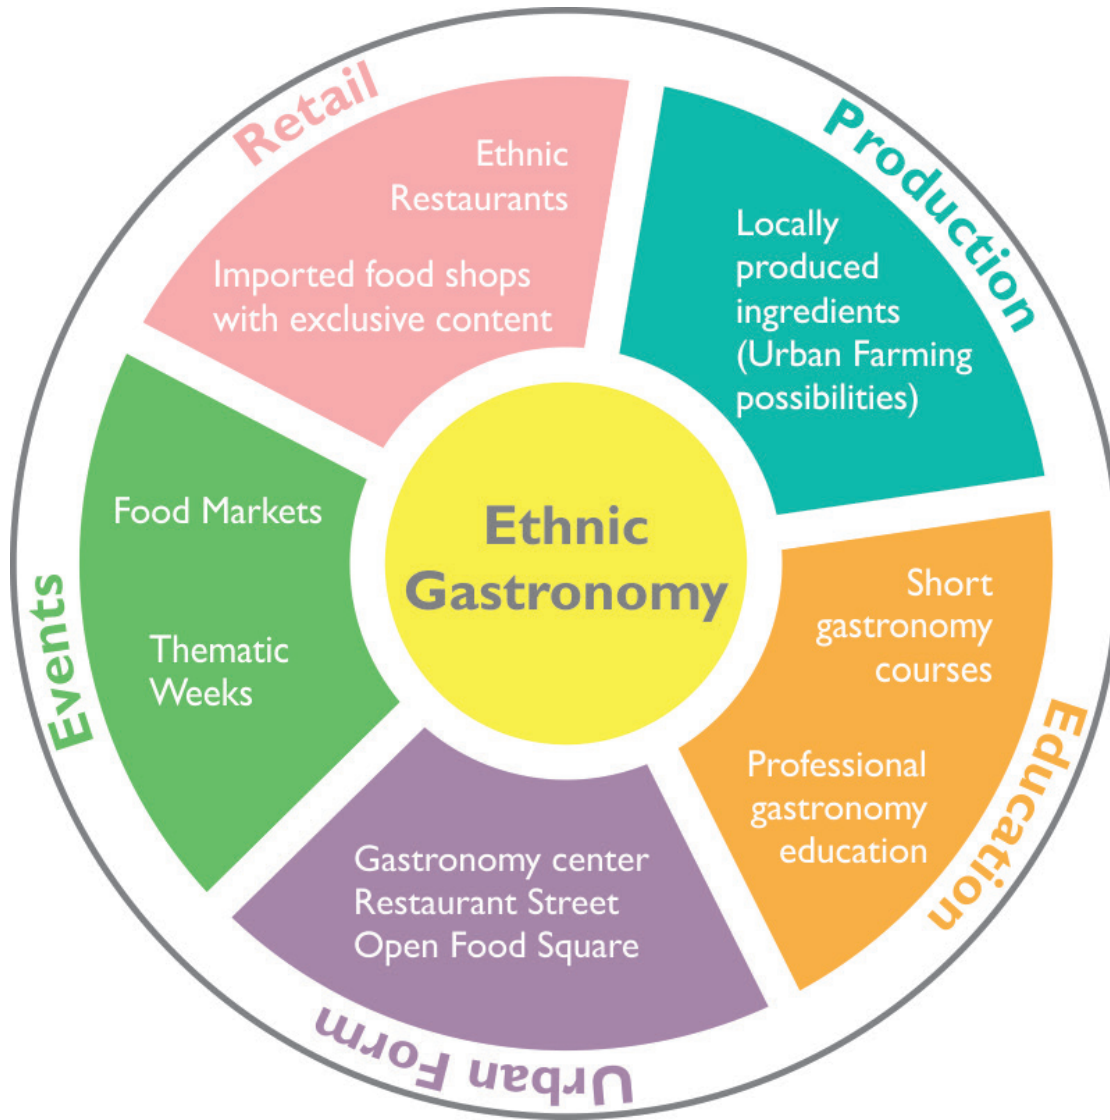 Retail
Ethnic
Restaurants
Imported food shops
with exclusive content
Production
Locally
produced
ingredients
(Urban Farming
possibilities)
Ethnic
Gastronomy
Events
Food Markets
Thematic
Weeks
Education
Short
gastronomy
courses
Professional
gastronomy
education
Urban Form
Gastronomy center
Restaurant Street
Open Food Square